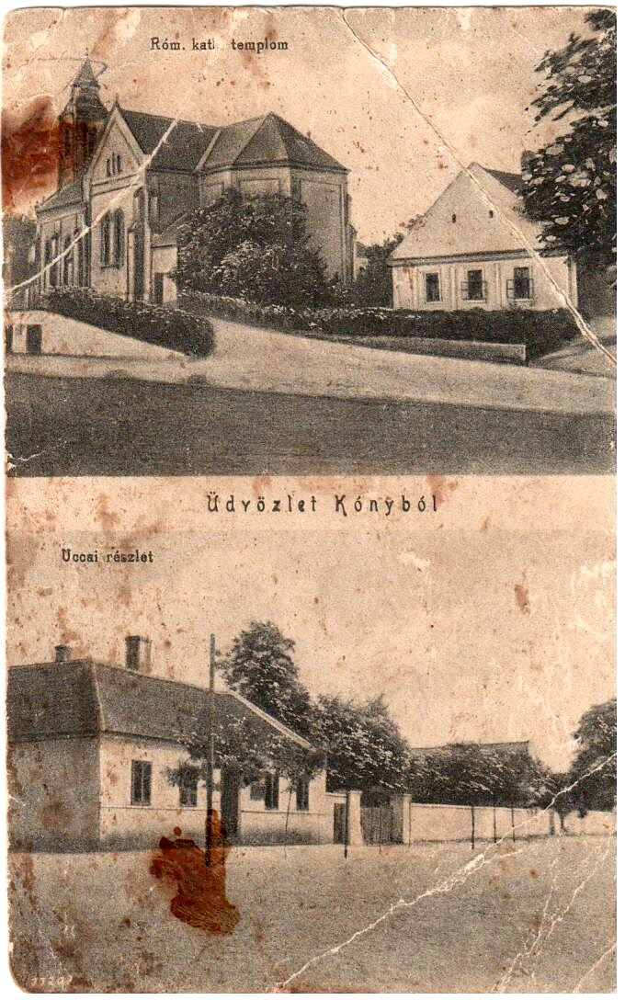 Róm. kath. templom
Üdvözlet Kónyból
Uccai részlet